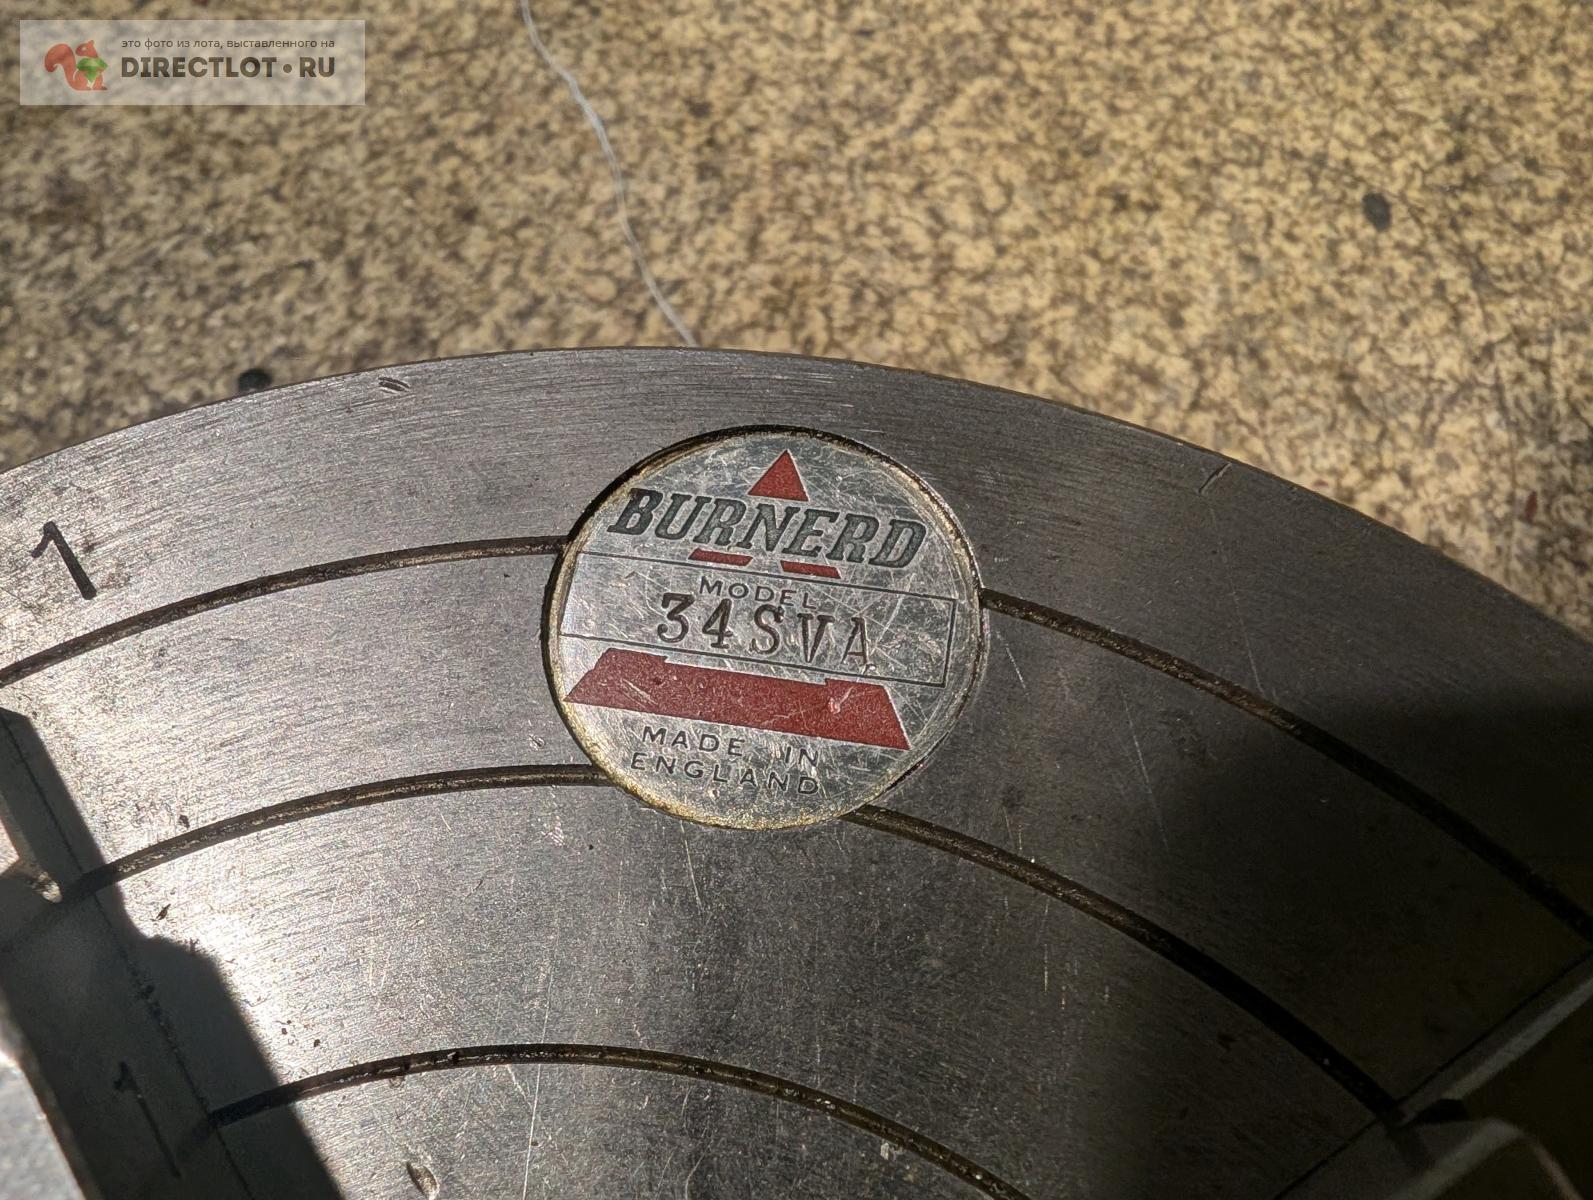 это фото из лота, выставленного на
DIRECTLOT•RU
1
BURNERD
MODEL
34SVA
MADE IN
ENGLAND
1